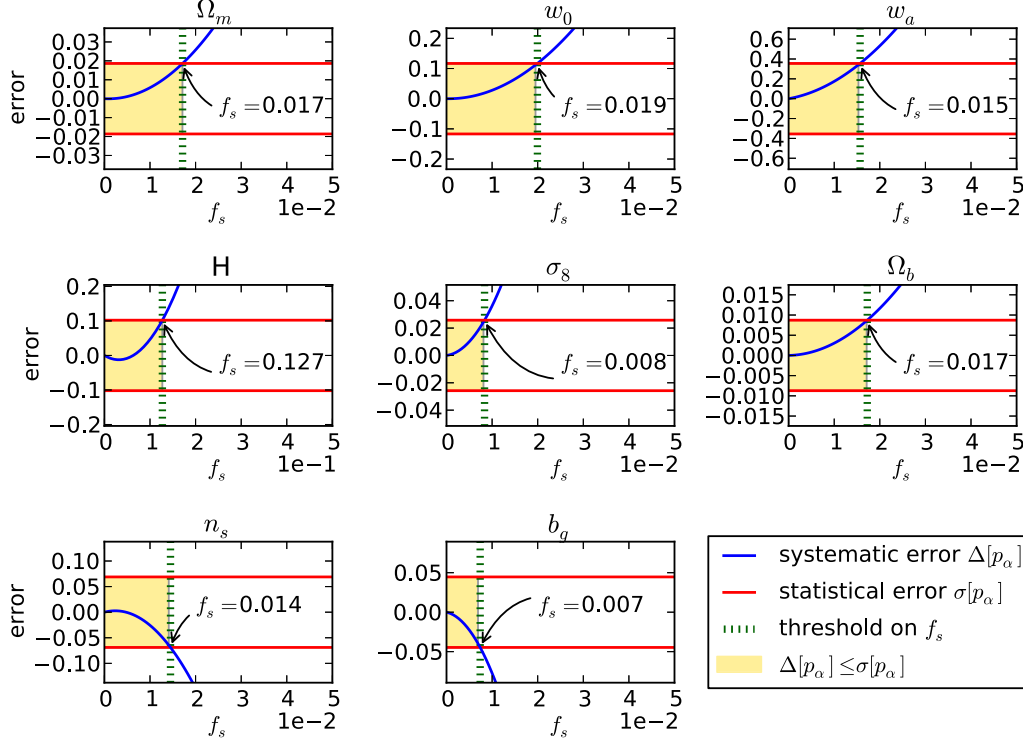 Ω_m
error
0.03
0.02
0.01
0.00
−0.01
−0.02
−0.03
f_s = 0.017
0 1 2 3 4 5
1e−2
f_s
w_0
0.2
0.1
0.0
−0.1
−0.2
f_s = 0.019
0 1 2 3 4 5
1e−2
f_s
w_a
0.6
0.4
0.2
0.0
−0.2
−0.4
−0.6
f_s = 0.015
0 1 2 3 4 5
1e−2
f_s
H
error
0.2
0.1
0.0
−0.1
−0.2
f_s = 0.127
0 1 2 3 4 5
1e−1
f_s
σ_8
0.04
0.02
0.00
−0.02
−0.04
f_s = 0.008
0 1 2 3 4 5
1e−2
f_s
Ω_b
0.015
0.010
0.005
0.000
−0.005
−0.010
−0.015
f_s = 0.017
0 1 2 3 4 5
1e−2
f_s
n_s
error
0.10
0.05
0.00
−0.05
−0.10
f_s = 0.014
0 1 2 3 4 5
1e−2
f_s
b_g
0.05
0.00
−0.05
f_s = 0.007
0 1 2 3 4 5
1e−2
f_s
systematic error Δ[p_α]
statistical error σ[p_α]
threshold on f_s
Δ[p_α] ≤ σ[p_α]